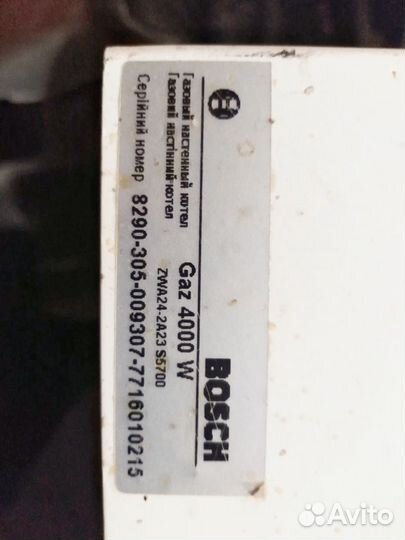 BOSCH
Газовый настенный котел
Газовий настінний котел
Gaz 4000 W
ZWA24-2A23 S5700
Серійний номер 8290-305-009307-7716010215
Avito